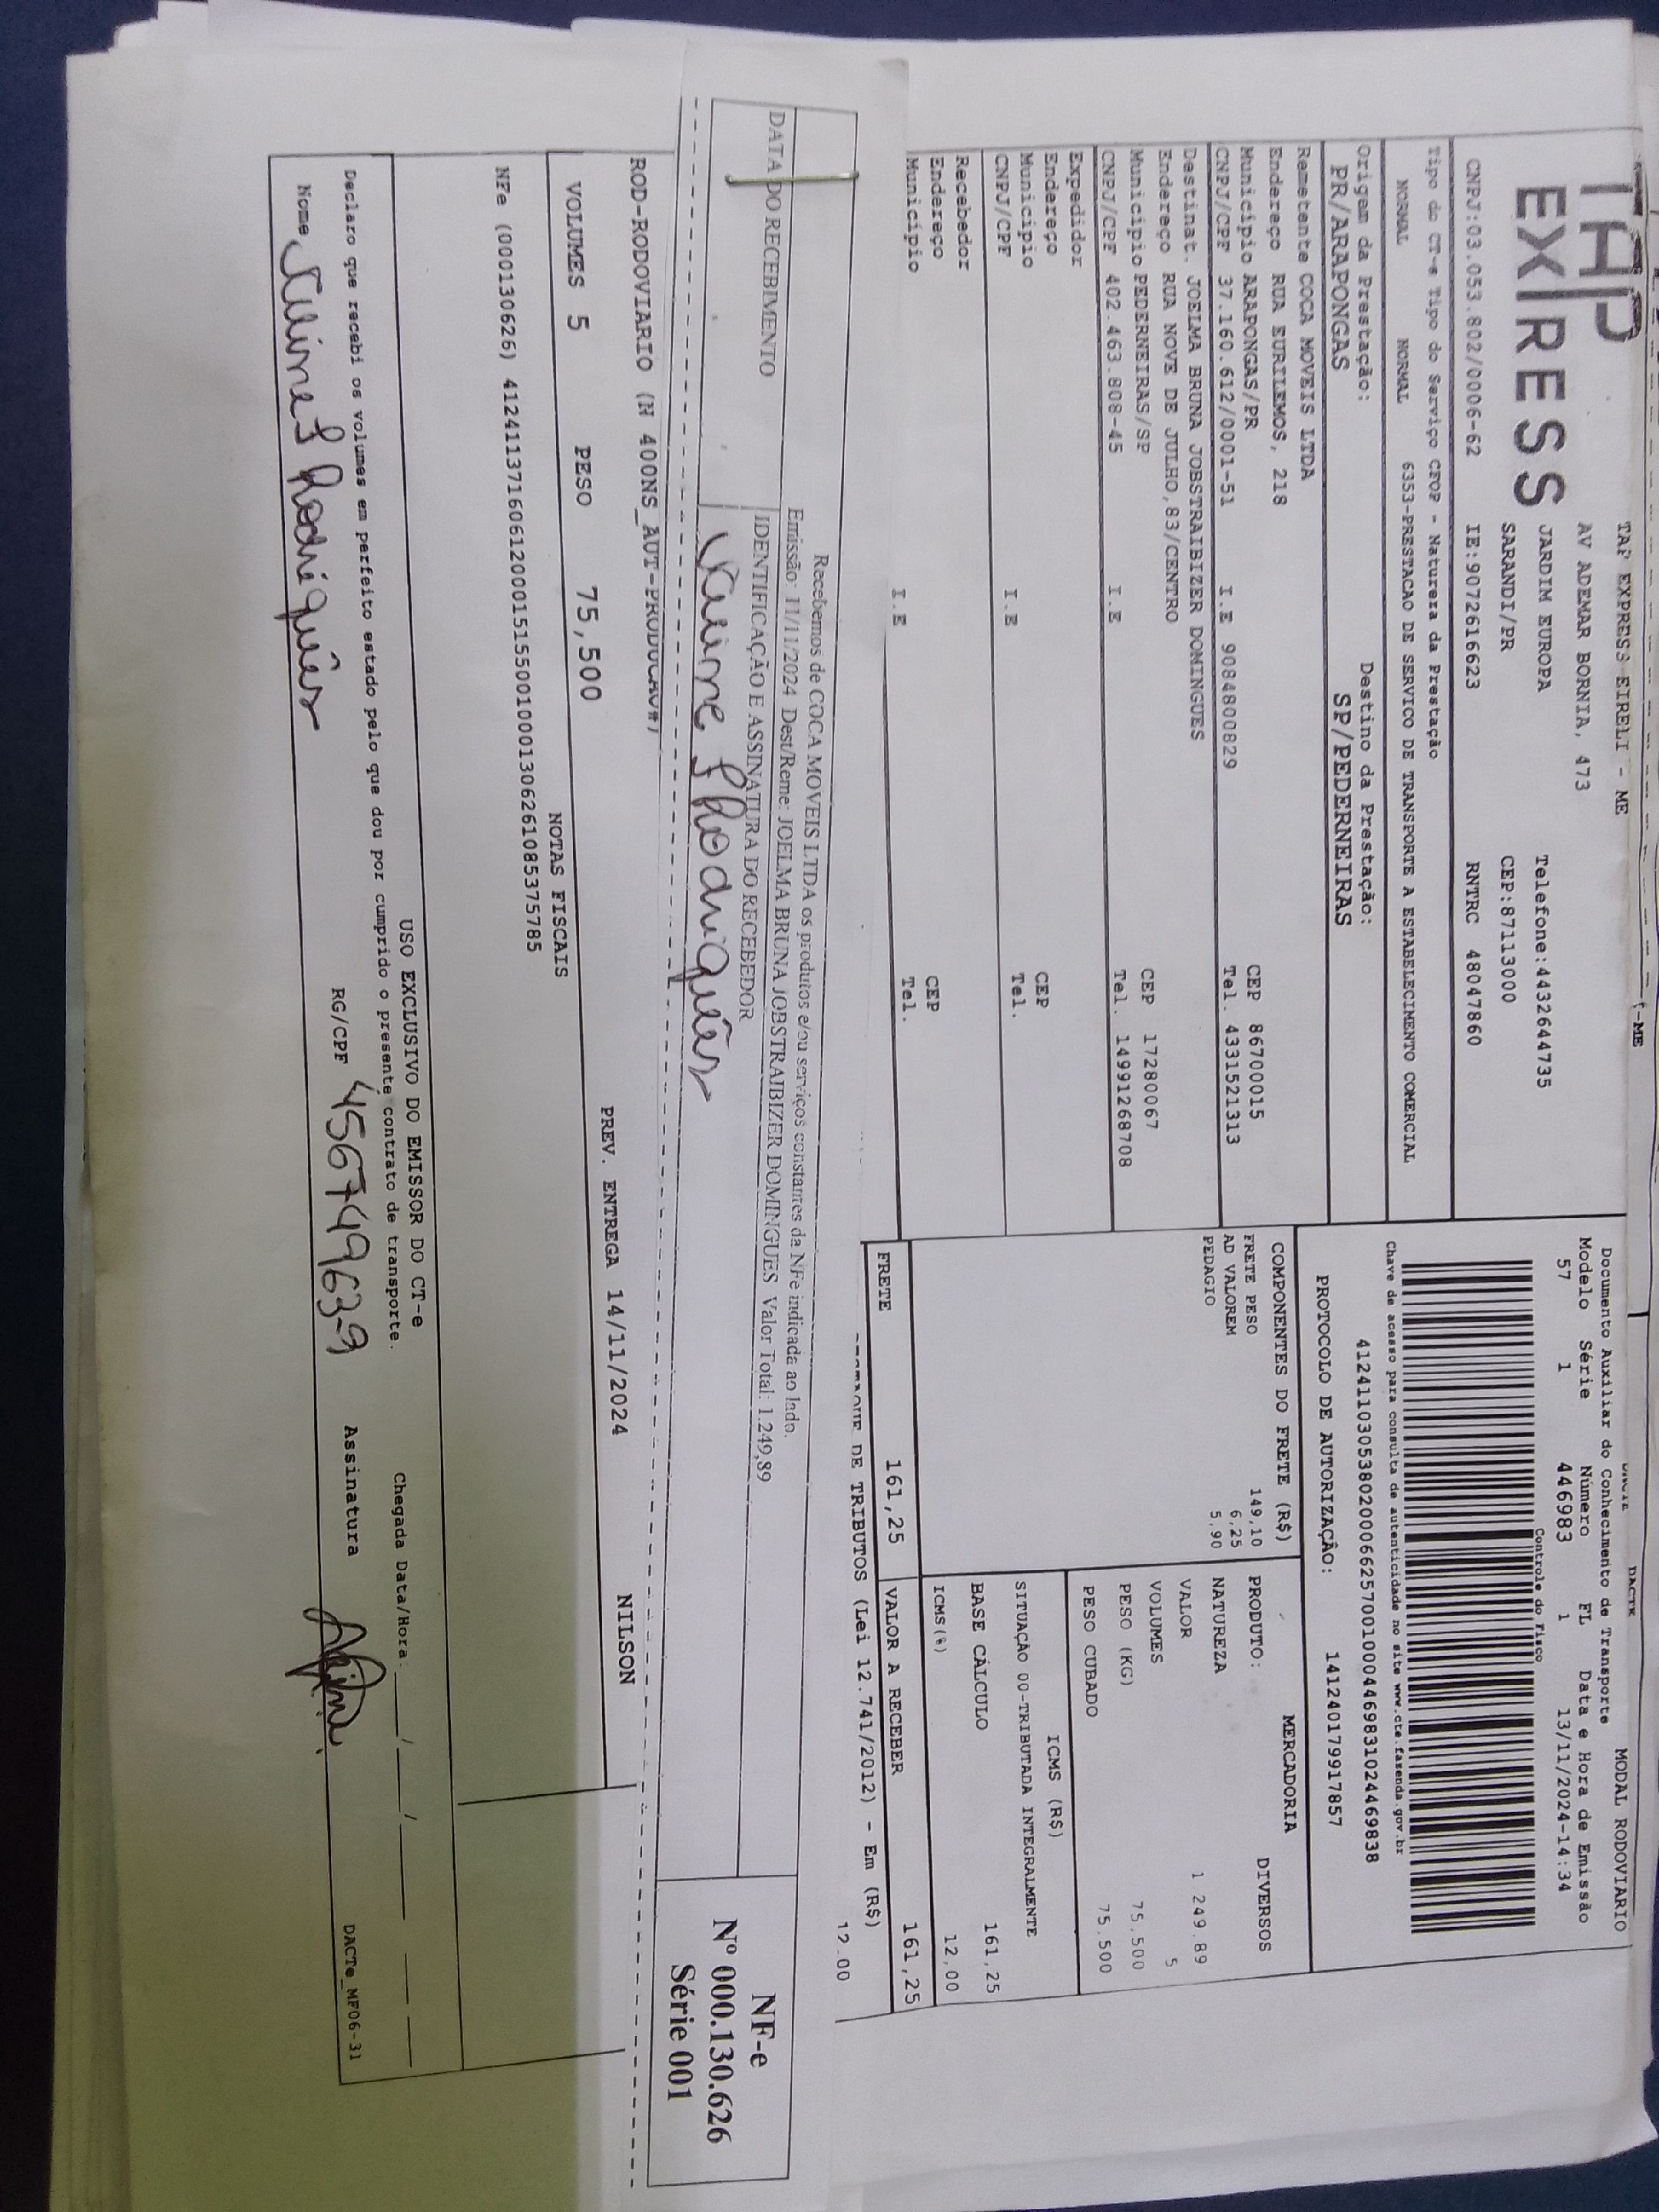 TAP EXPRESS EIRELI - ME
AV ADEMAR BORNIA, 473
JARDIM EUROPA Telefone:4432644735
SARANDI/PR CEP:87113000
CNPJ:03.053.802/0006-62 IE:9072616623 RNTRC 48047860
EXPRESS
Tipo do CT-e Tipo do Serviço CFOP - Natureza da Prestação
NORMAL NORMAL 6353-PRESTACAO DE SERVICO DE TRANSPORTE A ESTABELECIMENTO COMERCIAL
Origem da Prestação: Destino da Prestação:
PR/ARAPONGAS SP/PEDERNEIRAS
Remetente COCA MOVEIS LTDA
Endereço RUA EURILEMOS, 218 CEP 86700015
Município ARAPONGAS/PR Tel. 4331521313
CNPJ/CPF 37.160.612/0001-51 I.E 9084800829
Destinat. JOELMA BRUNA JOBSTRAIBIZER DOMINGUES
Endereço RUA NOVE DE JULHO,83/CENTRO CEP 17280067
Município PEDERNEIRAS/SP Tel. 14991268708
CNPJ/CPF 402.463.808-45 I.E
Expedidor
Endereço CEP
Município Tel.
CNPJ/CPF I.E
Recebedor
Endereço CEP
Município Tel.
I.E
DACTE MODAL RODOVIARIO
Documento Auxiliar do Conhecimento de Transporte
Modelo Série Número FL Data e Hora de Emissão
57 1 446983 1 13/11/2024-14:34
Controle do Fisco
Chave de acesso para consulta de autenticidade no site www.cte.fazenda.gov.br
41241103053802000662570010004469831024469838
PROTOCOLO DE AUTORIZAÇÃO: 141240179917857
COMPONENTES DO FRETE (R$)
FRETE PESO 149,10
AD VALOREM 6,25
PEDAGIO 5,90
MERCADORIA
PRODUTO: DIVERSOS
NATUREZA
VALOR 1 249.89
VOLUMES 5
PESO (KG) 75,500
PESO CUBADO 75.500
ICMS (R$)
SITUAÇÃO 00-TRIBUTADA INTEGRALMENTE
BASE CÁLCULO 161,25
ICMS(%) 12,00
FRETE 161,25 VALOR A RECEBER 161,25
DE TRIBUTOS (Lei 12.741/2012) - Em (R$)
12.00
Recebemos de COCA MOVEIS LTDA os produtos e/ou serviços constantes da NFe indicada ao lado.
Emissão: 11/11/2024 Dest/Reme: JOELMA BRUNA JOBSTRAIBIZER DOMINGUES Valor Total: 1.249,89
DATA DO RECEBIMENTO
IDENTIFICAÇÃO E ASSINATURA DO RECEBEDOR
Rodrigues
NF-e
Nº 000.130.626
Série 001
ROD-RODOVIARIO (H 400NS_AUT-PRODUCAO#)
VOLUMES 5 PESO 75,500 PREV. ENTREGA 14/11/2024 NILSON
NOTAS FISCAIS
NFe (000130626) 41241137160612000151550010001306261085375785
USO EXCLUSIVO DO EMISSOR DO CT-e
Declaro que recebi os volumes em perfeito estado pelo que dou por cumprido o presente contrato de transporte.
Chegada Data/Hora: ____/____/____
Nome Rodrigues RG/CPF 45674963-9 Assinatura
DACTe_MF06-31